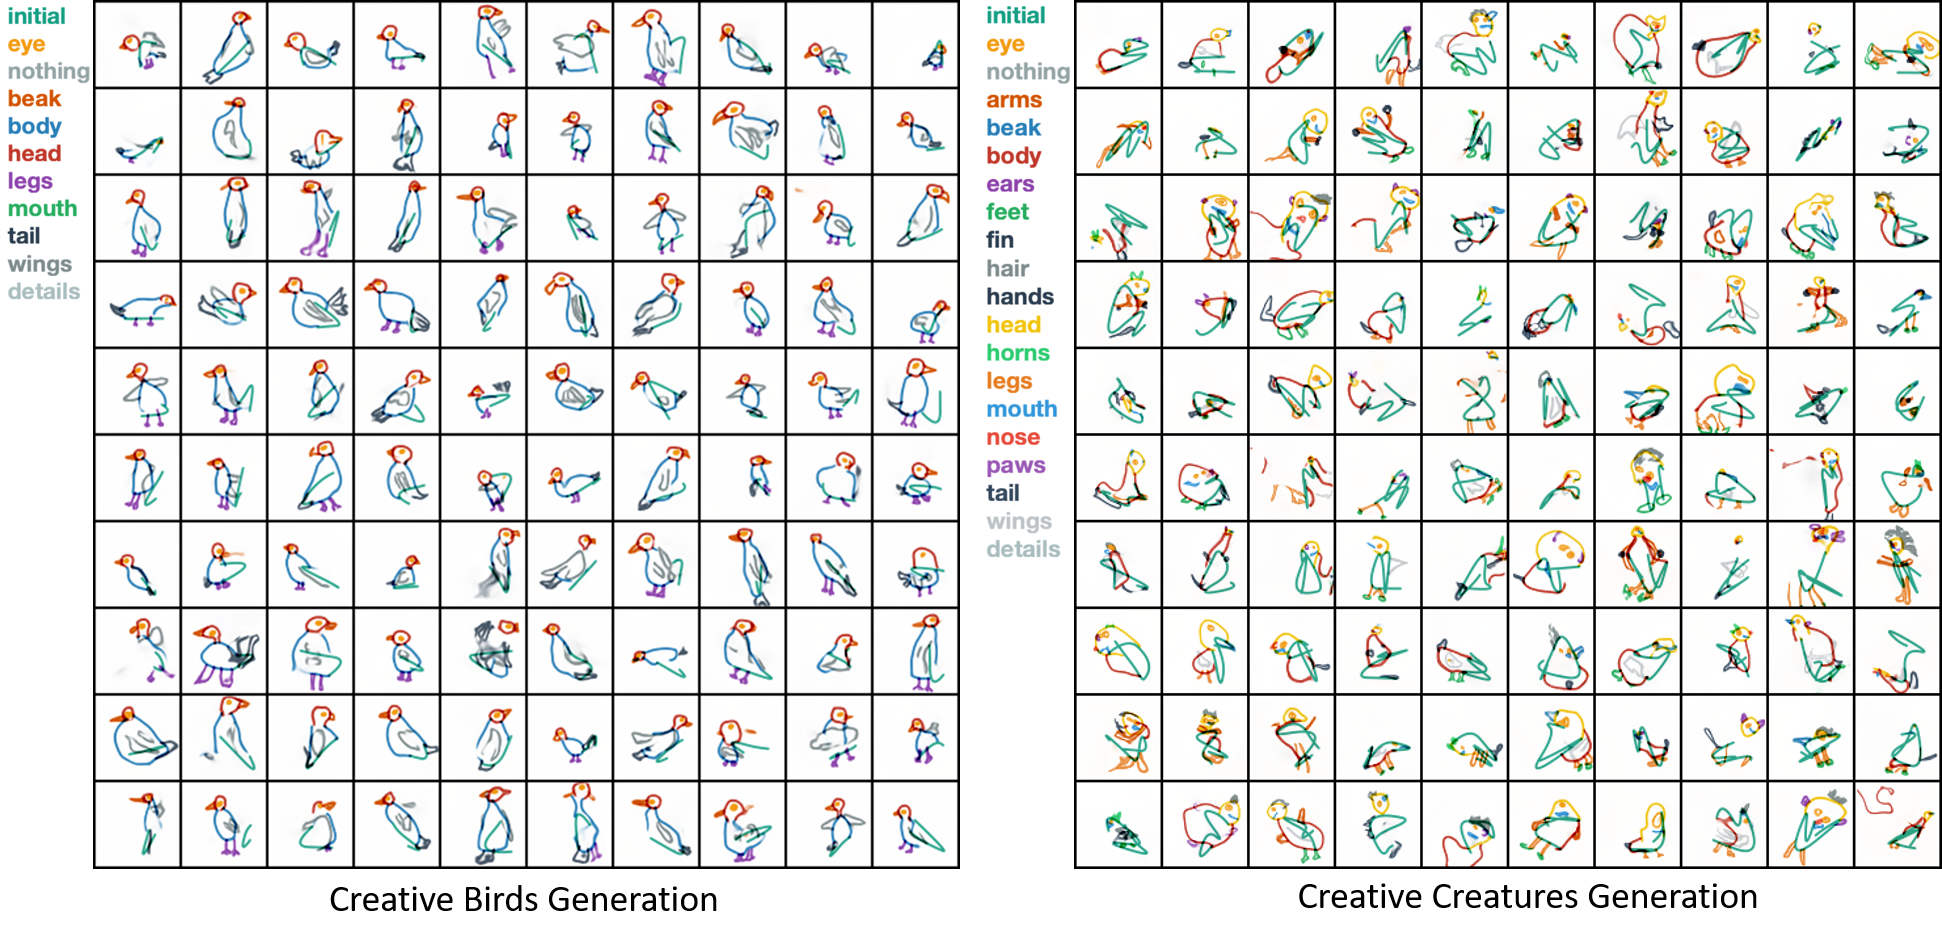 initial
eye
nothing
beak
body
head
legs
mouth
tail
wings
details
Creative Birds Generation
initial
eye
nothing
arms
beak
body
ears
feet
fin
hair
hands
head
horns
legs
mouth
nose
paws
tail
wings
details
Creative Creatures Generation